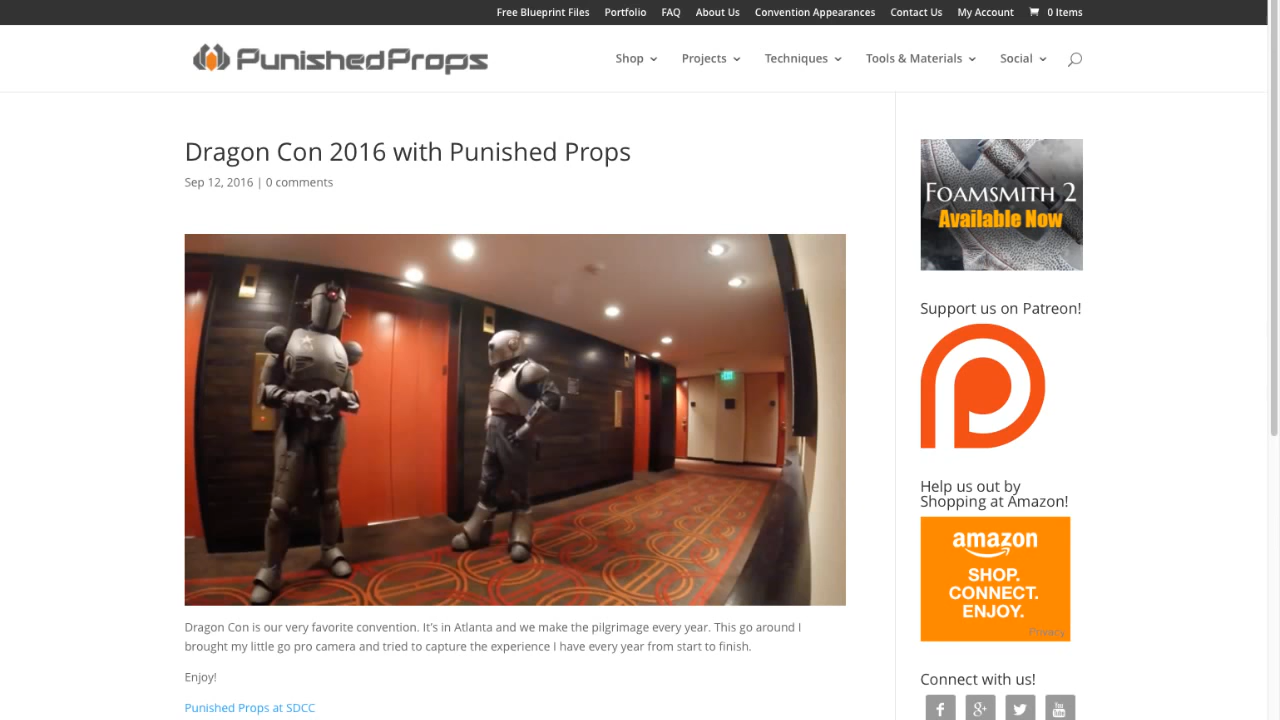 Free Blueprint Files Portfolio FAQ About Us Convention Appearances Contact Us My Account 0 Items
PunishedProps
Shop Projects Techniques Tools & Materials Social
Dragon Con 2016 with Punished Props
Sep 12, 2016 | 0 comments
Dragon Con is our very favorite convention. It's in Atlanta and we make the pilgrimage every year. This go around I
brought my little go pro camera and tried to capture the experience I have every year from start to finish.
Enjoy!
Punished Props at SDCC
FOAMSMITH 2
Available Now
Support us on Patreon!
Help us out by
Shopping at Amazon!
amazon
SHOP.
CONNECT.
ENJOY.
Privacy
Connect with us!
f g+ You Tube